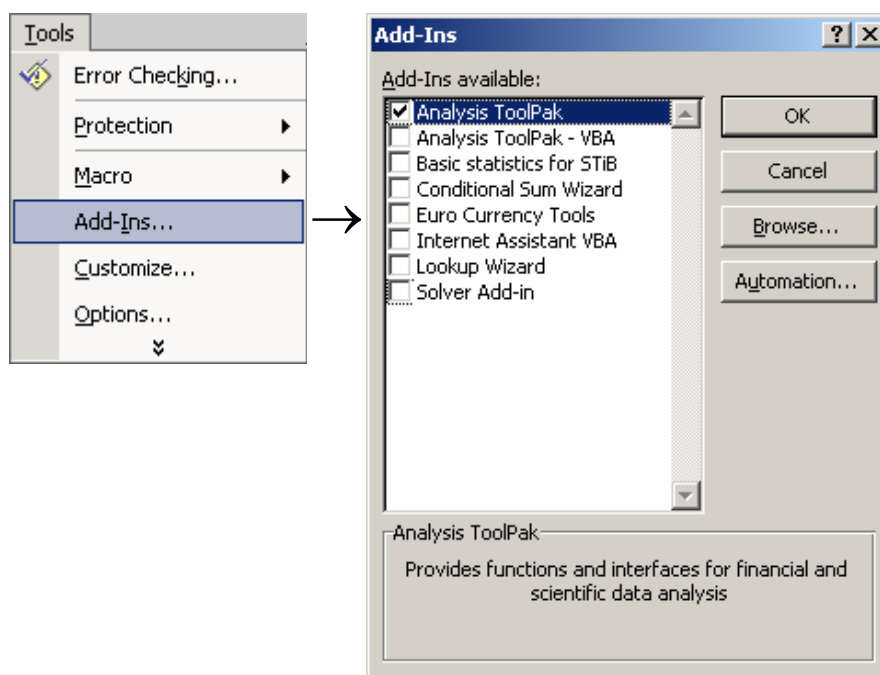 Tools
Error Checking...
Protection
Macro
Add-Ins...
Customize...
Options...
Add-Ins
Add-Ins available:
Analysis ToolPak
Analysis ToolPak - VBA
Basic statistics for STiB
Conditional Sum Wizard
Euro Currency Tools
Internet Assistant VBA
Lookup Wizard
Solver Add-in
OK
Cancel
Browse...
Automation...
Analysis ToolPak
Provides functions and interfaces for financial and
scientific data analysis